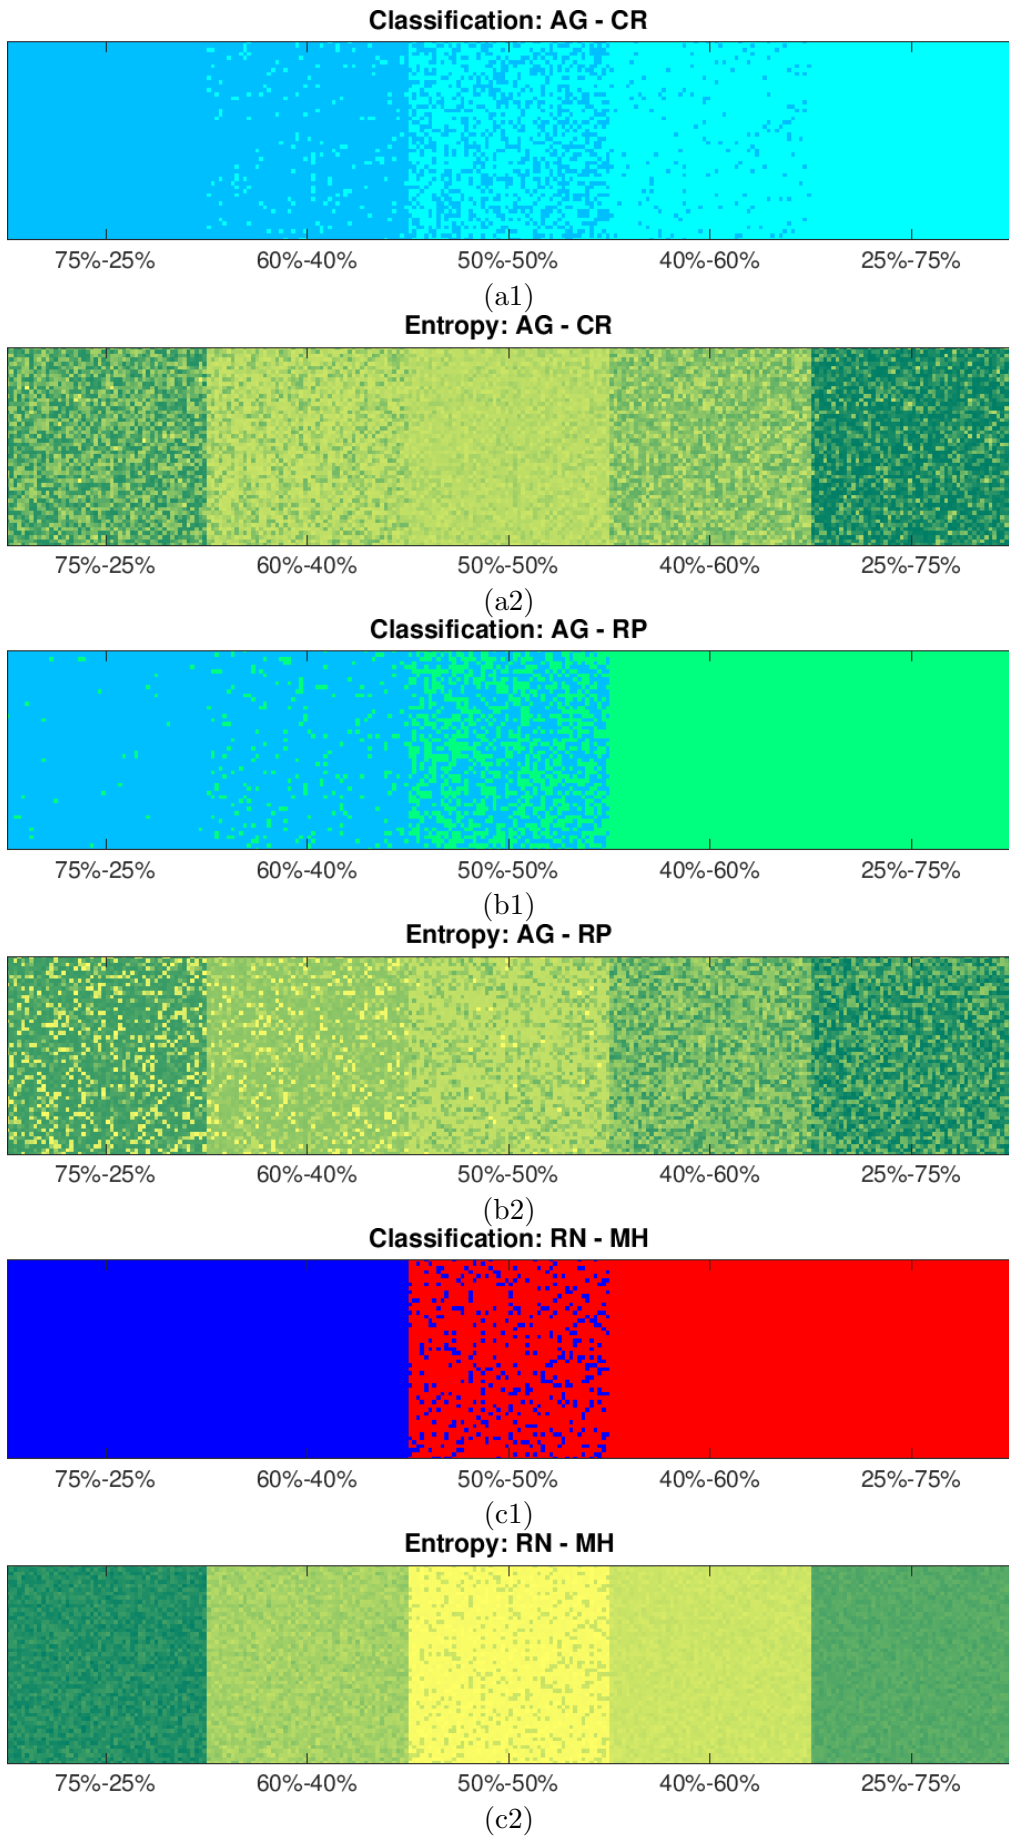 Classification: AG - CR
75%-25% 60%-40% 50%-50% 40%-60% 25%-75%
(a1)
Entropy: AG - CR
75%-25% 60%-40% 50%-50% 40%-60% 25%-75%
(a2)
Classification: AG - RP
75%-25% 60%-40% 50%-50% 40%-60% 25%-75%
(b1)
Entropy: AG - RP
75%-25% 60%-40% 50%-50% 40%-60% 25%-75%
(b2)
Classification: RN - MH
75%-25% 60%-40% 50%-50% 40%-60% 25%-75%
(c1)
Entropy: RN - MH
75%-25% 60%-40% 50%-50% 40%-60% 25%-75%
(c2)